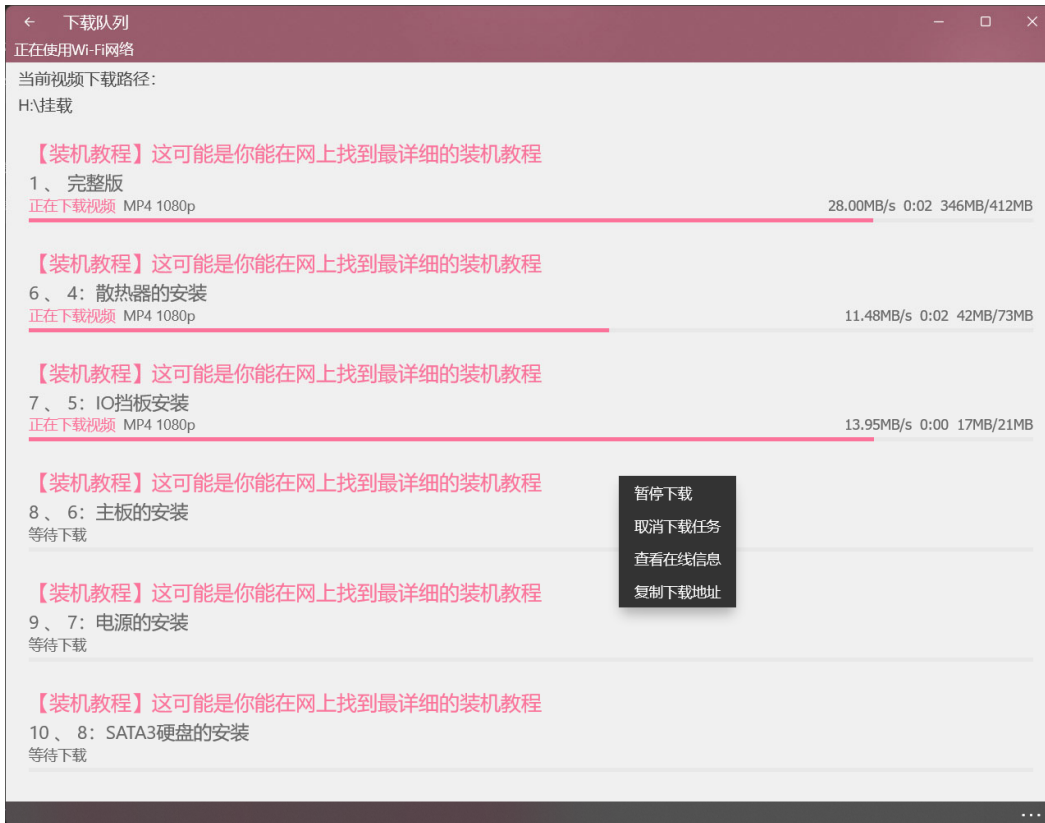 下载队列
正在使用Wi-Fi网络
当前视频下载路径：
H:\挂载
【装机教程】这可能是你能在网上找到最详细的装机教程
1 、 完整版
正在下载视频 MP4 1080p 28.00MB/s 0:02 346MB/412MB
【装机教程】这可能是你能在网上找到最详细的装机教程
6 、 4：散热器的安装
正在下载视频 MP4 1080p 11.48MB/s 0:02 42MB/73MB
【装机教程】这可能是你能在网上找到最详细的装机教程
7 、 5：IO挡板安装
正在下载视频 MP4 1080p 13.95MB/s 0:00 17MB/21MB
【装机教程】这可能是你能在网上找到最详细的装机教程
8 、 6：主板的安装
等待下载
暂停下载
取消下载任务
查看在线信息
复制下载地址
【装机教程】这可能是你能在网上找到最详细的装机教程
9 、 7：电源的安装
等待下载
【装机教程】这可能是你能在网上找到最详细的装机教程
10 、 8：SATA3硬盘的安装
等待下载